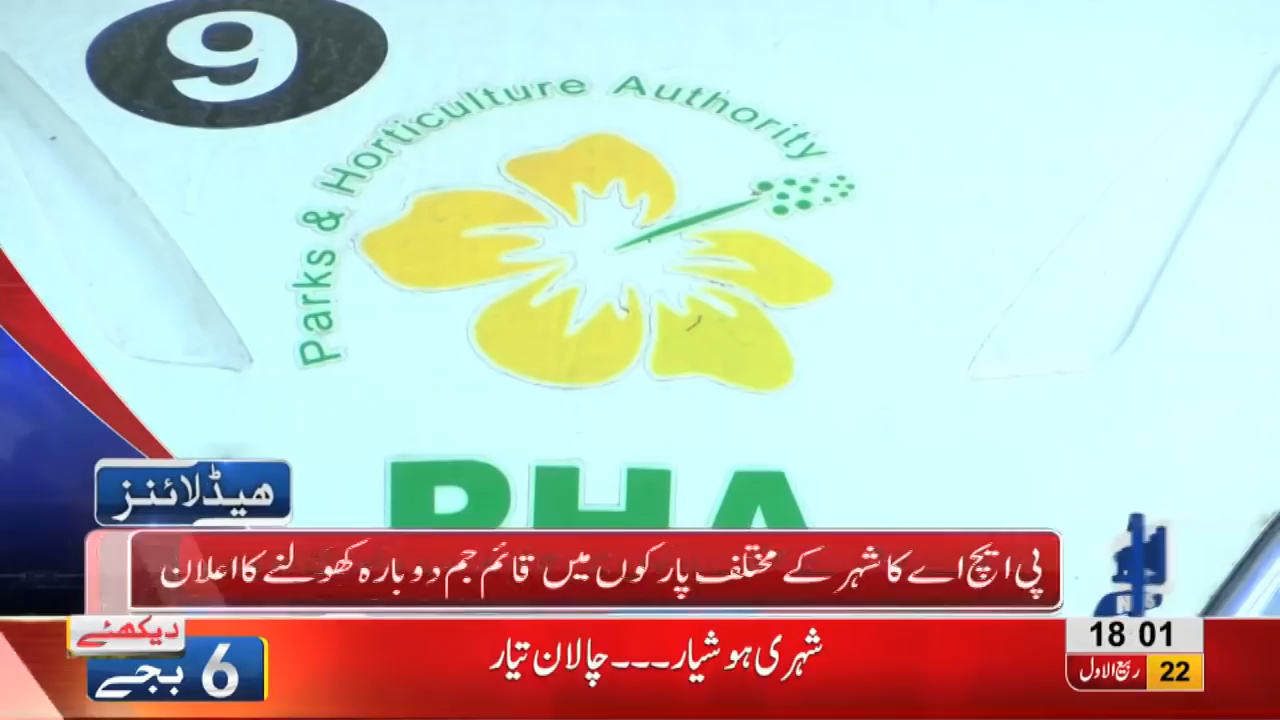 9
Parks & Horticulture Authority
PHA
ھیڈلائنز
پی ایچ اے کا شہر کے مختلف پارکوں میں قائم جم دوبارہ کھولنے کا اعلان
دیکھئے
6 بجے
شہری ہوشیار۔۔۔چالان تیار
18 01
22 ربیع الاول